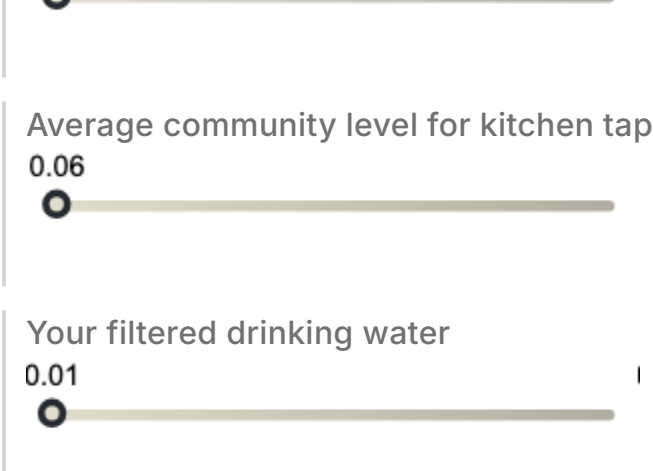 Average community level for kitchen tap
0.06
Your filtered drinking water
0.01